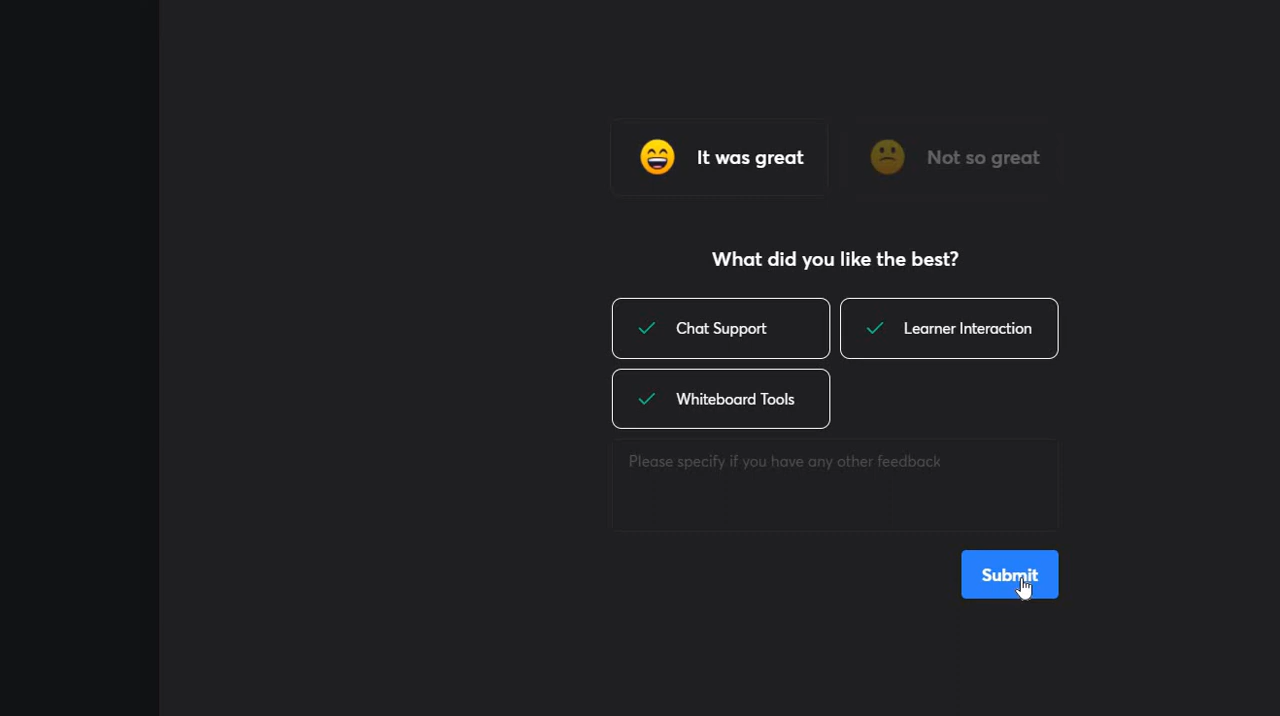 It was great
Not so great
What did you like the best?
Chat Support
Learner Interaction
Whiteboard Tools
Please specify if you have any other feedback
Submit